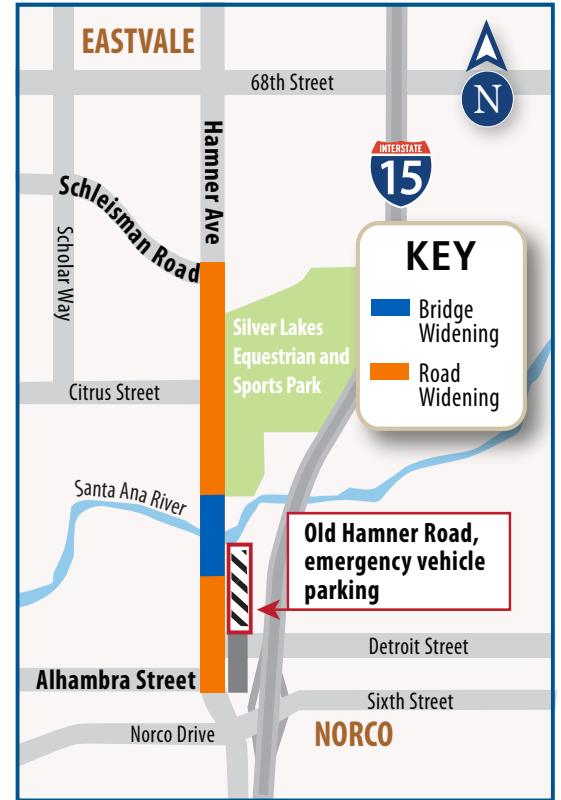 EASTVALE
68th Street
N
Hamner Ave
INTERSTATE
15
Schleisman Road
Scholar Way
KEY
Bridge
Widening
Road
Widening
Silver Lakes
Equestrian and
Sports Park
Citrus Street
Santa Ana River
Old Hamner Road,
emergency vehicle
parking
Detroit Street
Alhambra Street
Sixth Street
Norco Drive
NORCO